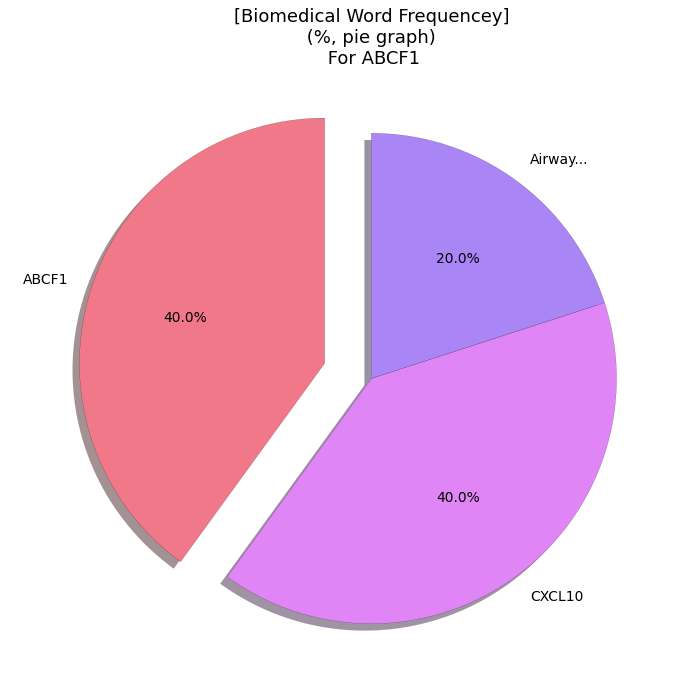 [Biomedical Word Frequencey]
(%, pie graph)
For ABCF1
Airway...
20.0%
ABCF1
40.0%
40.0%
CXCL10